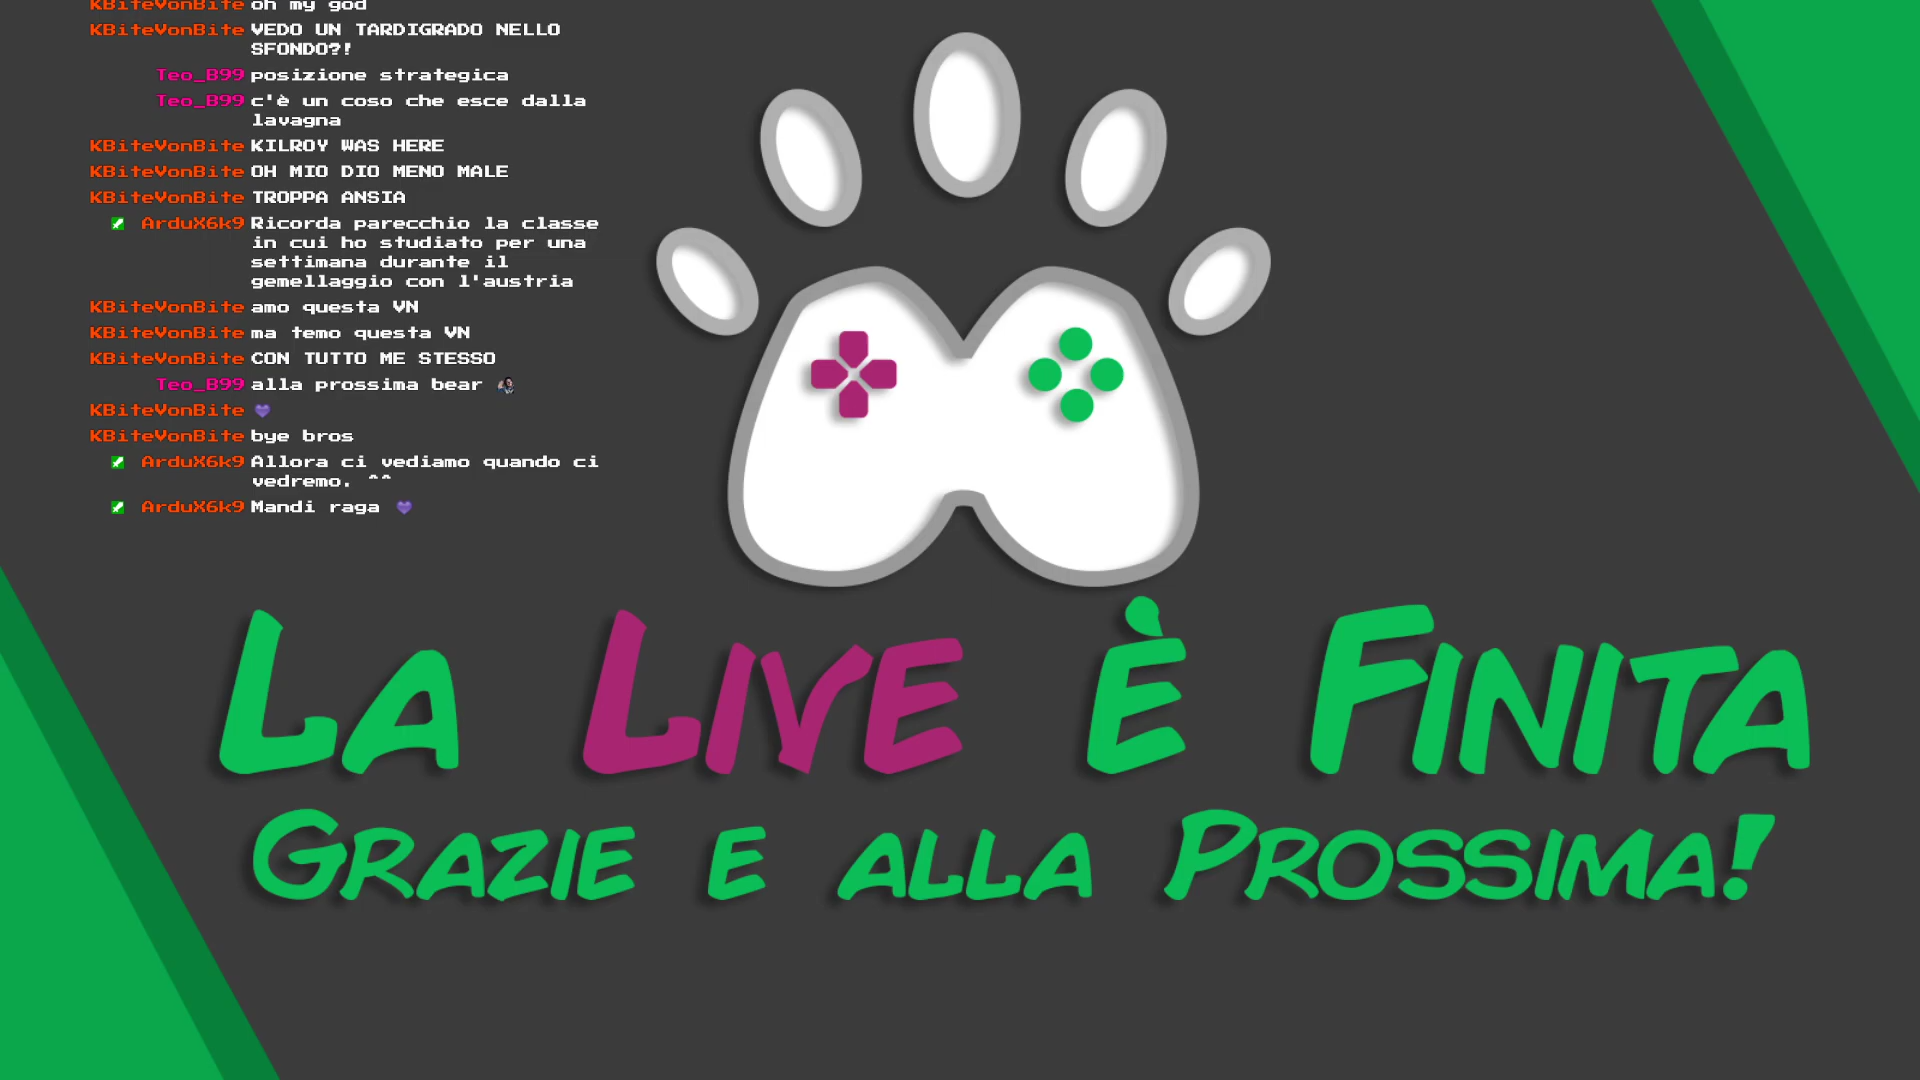 KBiteVonBite oh my god
KBiteVonBite VEDO UN TARDIGRADO NELLO
SFONDO?!
Teo_B99 posizione strategica
Teo_B99 c'è un coso che esce dalla
lavagna
KBiteVonBite KILROY WAS HERE
KBiteVonBite OH MIO DIO MENO MALE
KBiteVonBite TROPPA ANSIA
ArduX6k9 Ricorda parecchio la classe
in cui ho studiato per una
settimana durante il
gemellaggio con l'austria
KBiteVonBite amo questa VN
KBiteVonBite ma temo questa VN
KBiteVonBite CON TUTTO ME STESSO
Teo_B99 alla prossima bear
KBiteVonBite 💜
KBiteVonBite bye bros
ArduX6k9 Allora ci vediamo quando ci
vedremo. ^^
ArduX6k9 Mandi raga 💜
La Live è Finita
Grazie e alla Prossima!